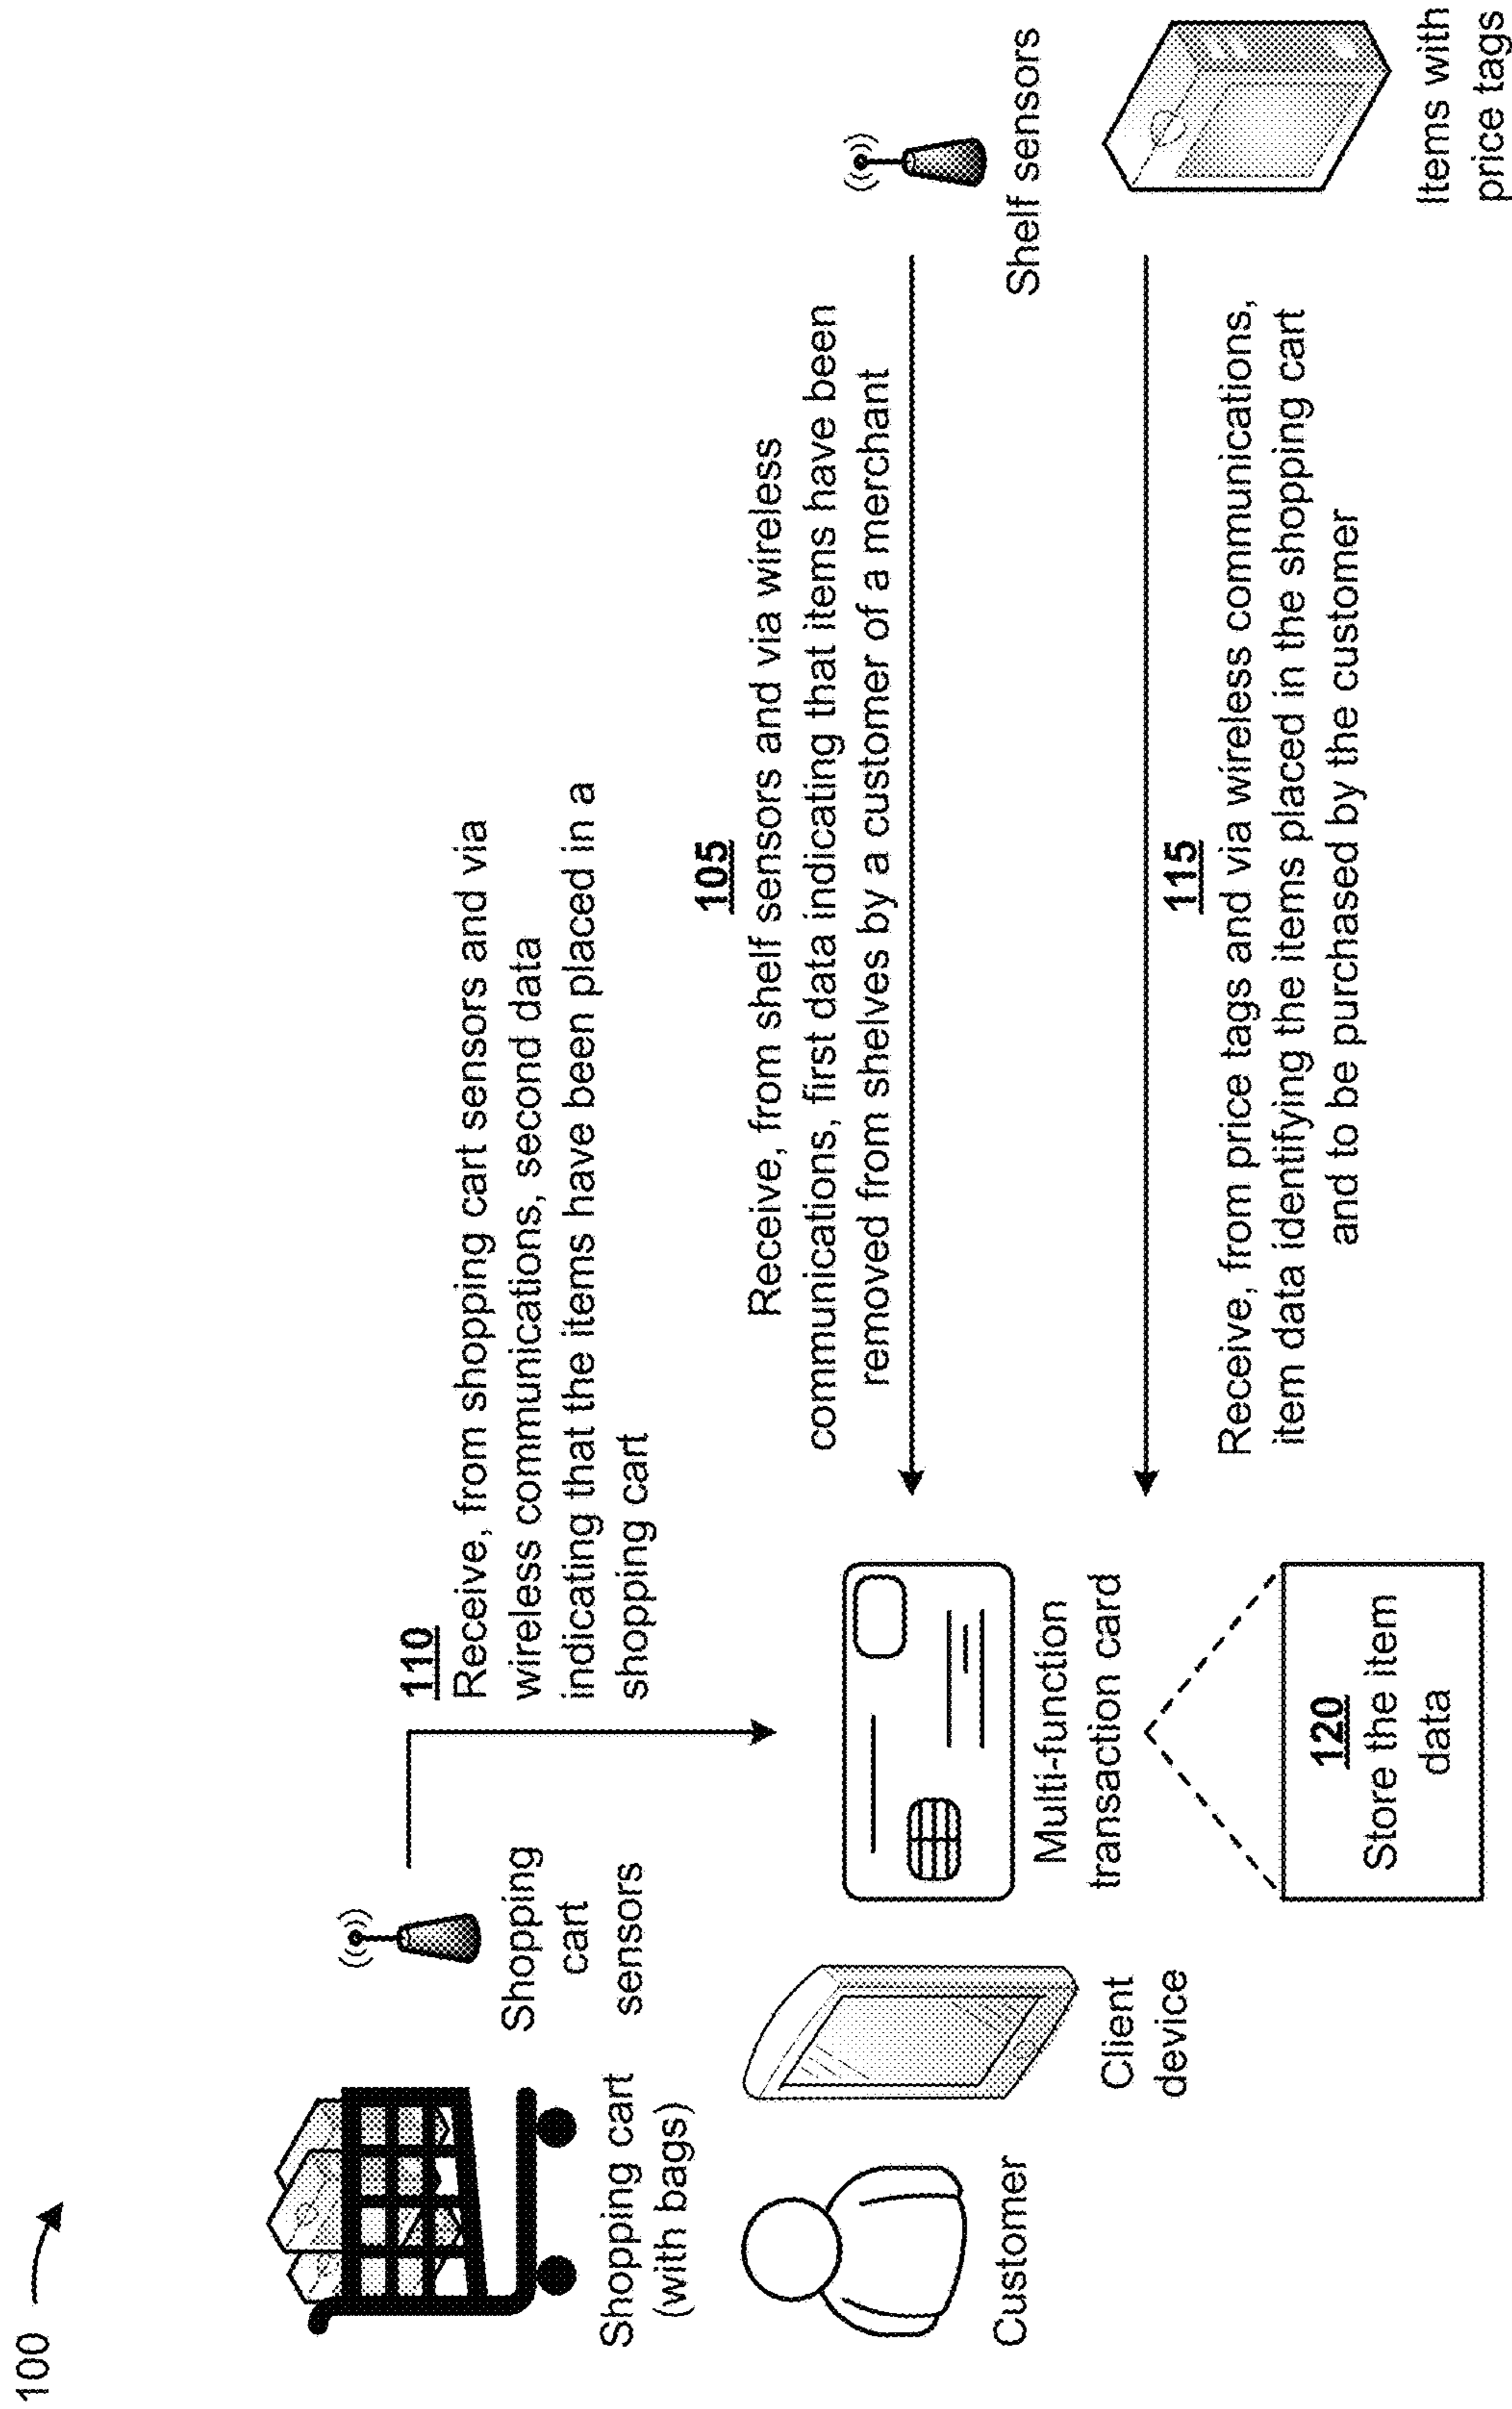 100
110
Receive, from shopping cart sensors and via
wireless communications, second data
indicating that the items have been placed in a
shopping cart
Shopping
cart
sensors
Shopping cart
(with bags)
105
Receive, from shelf sensors and via wireless
communications, first data indicating that items have been
removed from shelves by a customer of a merchant
Shelf sensors
Customer
Client
device
Multi-function
transaction card
115
Receive, from price tags and via wireless communications,
item data identifying the items placed in the shopping cart
and to be purchased by the customer
120
Store the item
data
Items with
price tags